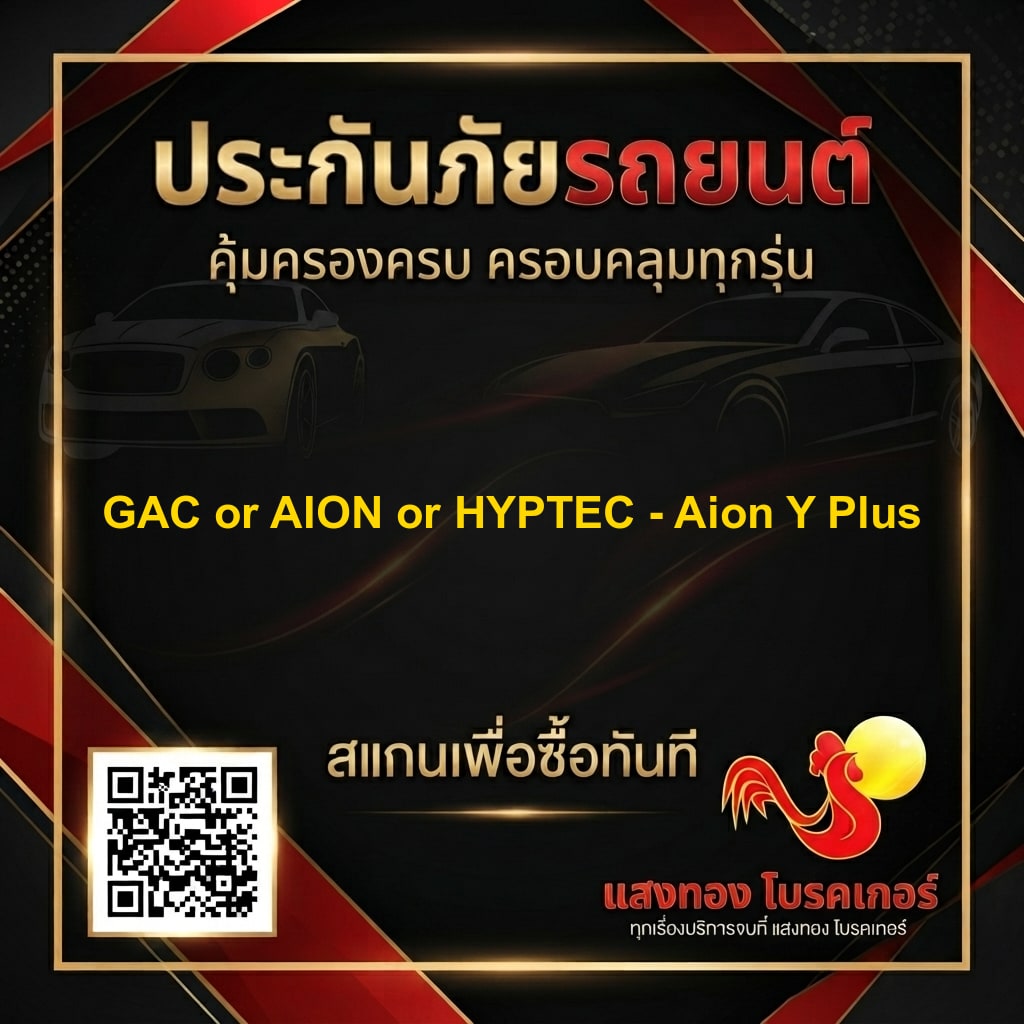 ประกันภัยรถยนต์
คุ้มครองครบ ครอบคลุมทุกรุ่น
GAC or AION or HYPTEC - Aion Y Plus
สแกนเพื่อซื้อทันที
แสงทอง โบรคเกอร์
ทุกเรื่องบริการจบที่ แสงทอง โบรคเทอร์